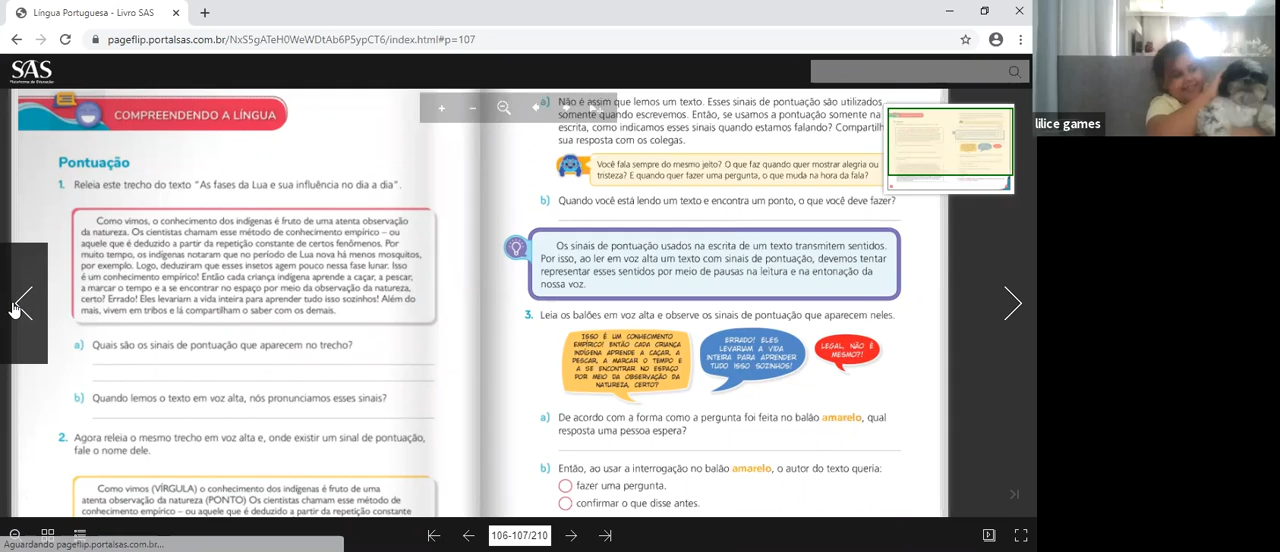 Língua Portuguesa - Livro SAS
pageflip.portalsas.com.br/NxS5gATeH0WeWDtAb6P5ypCT6/index.html#p=107
SAS
Plataforma de Educação
COMPREENDENDO A LÍNGUA
Pontuação
1. Releia este trecho do texto "As fases da Lua e sua influência no dia a dia".
Como vimos, o conhecimento dos indígenas é fruto de uma atenta observação
da natureza. Os cientistas chamam esse método de conhecimento empírico – ou
aquele que é deduzido a partir da repetição constante de certos fenômenos. Por
muito tempo, os indígenas notaram que no período de Lua nova há menos mosquitos,
por exemplo. Logo, deduziram que esses insetos agem pouco nessa fase lunar. Isso
é um conhecimento empírico! Então cada criança indígena aprende a caçar, a pescar,
a marcar o tempo e a se encontrar no espaço por meio da observação da natureza,
certo? Errado! Eles levariam a vida inteira para aprender tudo isso sozinhos! Além do
mais, vivem em tribos e lá compartilham o saber com os demais.
a) Quais são os sinais de pontuação que aparecem no trecho?
b) Quando lemos o texto em voz alta, nós pronunciamos esses sinais?
2. Agora releia o mesmo trecho em voz alta e, onde existir um sinal de pontuação,
fale o nome dele.
Como vimos (VÍRGULA) o conhecimento dos indígenas é fruto de uma
atenta observação da natureza (PONTO) Os cientistas chamam esse método de
conhecimento empírico – ou aquele que é deduzido a partir da repetição constante
a) Não é assim que lemos um texto. Esses sinais de pontuação são utilizados
somente quando escrevemos. Então, se usamos a pontuação somente na
escrita, como indicamos esses sinais quando estamos falando? Compartilh
sua resposta com os colegas.
Você fala sempre do mesmo jeito? O que faz quando quer mostrar alegria ou
tristeza? E quando quer fazer uma pergunta, o que muda na hora da fala?
b) Quando você está lendo um texto e encontra um ponto, o que você deve fazer?
Os sinais de pontuação usados na escrita de um texto transmitem sentidos.
Por isso, ao ler em voz alta um texto com sinais de pontuação, devemos tentar
representar esses sentidos por meio de pausas na leitura e na entonação da
nossa voz.
3. Leia os balões em voz alta e observe os sinais de pontuação que aparecem neles.
ISSO É UM CONHECIMENTO
EMPÍRICO! ENTÃO CADA CRIANÇA
INDÍGENA APRENDE A CAÇAR, A
PESCAR, A MARCAR O TEMPO E
A SE ENCONTRAR NO ESPAÇO
POR MEIO DA OBSERVAÇÃO DA
NATUREZA, CERTO?
ERRADO! ELES
LEVARIAM A VIDA
INTEIRA PARA APRENDER
TUDO ISSO SOZINHOS!
LEGAL, NÃO É
MESMO?!
a) De acordo com a forma como a pergunta foi feita no balão amarelo, qual
resposta uma pessoa espera?
b) Então, ao usar a interrogação no balão amarelo, o autor do texto queria:
fazer uma pergunta.
confirmar o que disse antes.
106-107/210
Aguardando pageflip.portalsas.com.br...
lilice games